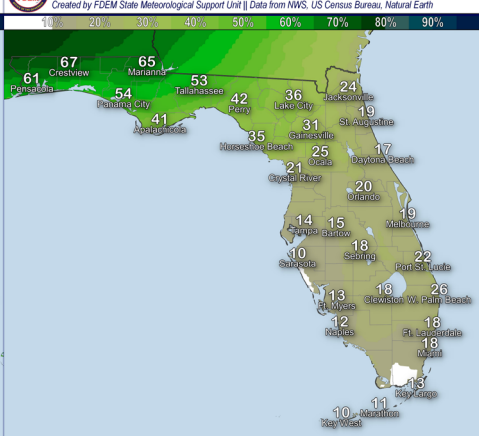 Created by FDEM State Meteorological Support Unit || Data from NWS, US Census Bureau, Natural Earth
10% 20% 30% 40% 50% 60% 70% 80% 90%
67
Crestview
65
Marianna
61
Pensacola
53
Tallahassee
54
Panama City
42
Perry
36
Lake City
24
Jacksonville
41
Apalachicola
19
St. Augustine
31
Gainesville
35
Horseshoe Beach
25
Ocala
17
Daytona Beach
21
Crystal River
20
Orlando
14
Tampa
15
Bartow
19
Melbourne
10
Sarasota
18
Sebring
22
Port St. Lucie
13
Ft. Myers
18
Clewiston
26
W. Palm Beach
12
Naples
18
Ft. Lauderdale
18
Miami
13
Key Largo
11
Marathon
10
Key West